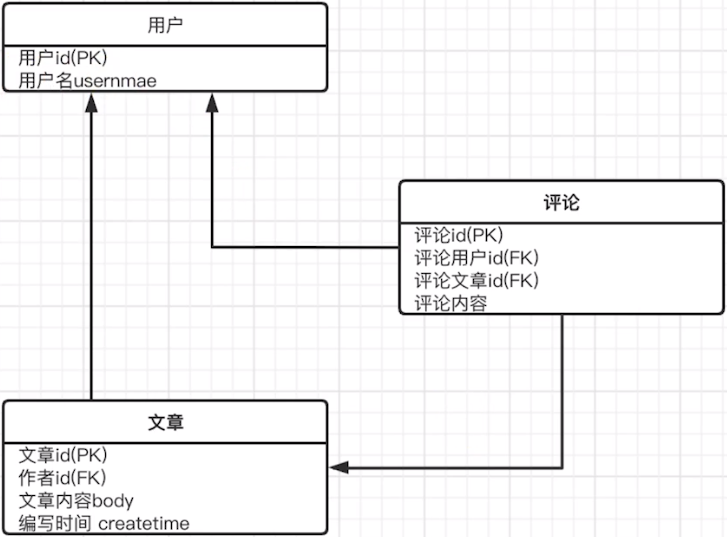 用户
用户id(PK)
用户名usernmae
评论
评论id(PK)
评论用户id(FK)
评论文章id(FK)
评论内容
文章
文章id(PK)
作者id(FK)
文章内容body
编写时间 createtime